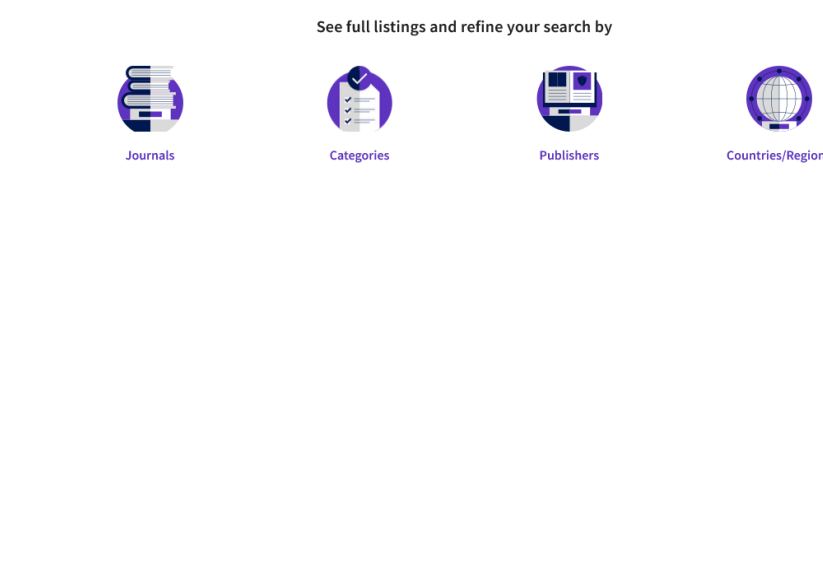 See full listings and refine your search by
Journals
Categories
Publishers
Countries/Region